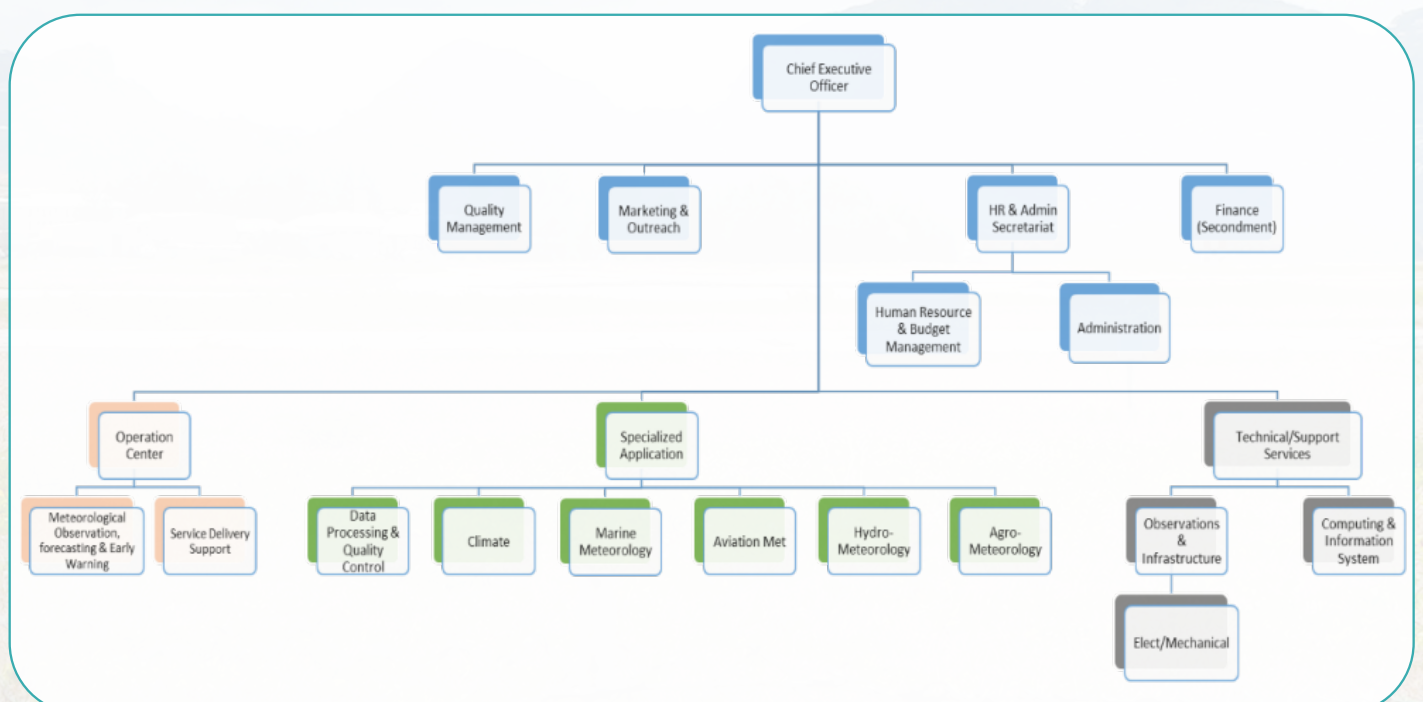 Chief Executive
Officer
Quality
Management
Marketing &
Outreach
HR & Admin
Secretariat
Finance
(Secondment)
Human Resource
& Budget
Management
Administration
Operation
Center
Specialized
Application
Technical/Support
Services
Meteorological
Observation,
forecasting & Early
Warning
Service Delivery
Support
Data
Processing &
Quality
Control
Climate
Marine
Meteorology
Aviation Met
Hydro-
Meteorology
Agro-
Meteorology
Observations
&
Infrastructure
Computing &
Information
System
Elect/Mechanical